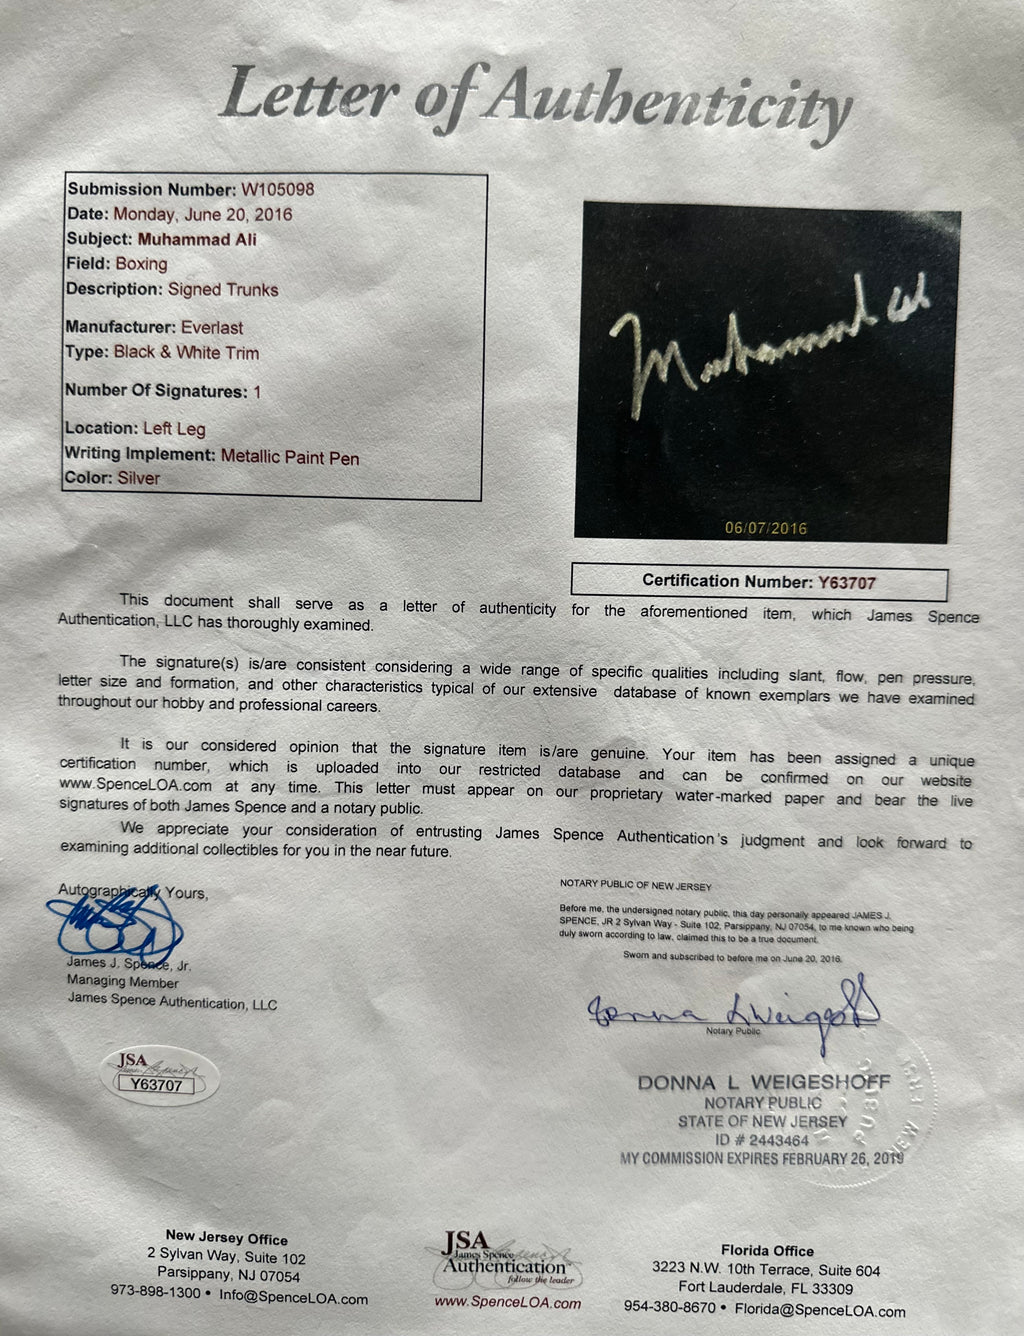 Letter of Authenticity
Submission Number: W105098
Date: Monday, June 20, 2016
Subject: Muhammad Ali
Field: Boxing
Description: Signed Trunks
Manufacturer: Everlast
Type: Black & White Trim
Number Of Signatures: 1
Location: Left Leg
Writing Implement: Metallic Paint Pen
Color: Silver
Muhammad Ali
06/07/2016
Certification Number: Y63707
This document shall serve as a letter of authenticity for the aforementioned item, which James Spence
Authentication, LLC has thoroughly examined.
The signature(s) is/are consistent considering a wide range of specific qualities including slant, flow, pen pressure,
letter size and formation, and other characteristics typical of our extensive database of known exemplars we have examined
throughout our hobby and professional careers.
It is our considered opinion that the signature item is/are genuine. Your item has been assigned a unique
certification number, which is uploaded into our restricted database and can be confirmed on our website
www.SpenceLOA.com at any time. This letter must appear on our proprietary water-marked paper and bear the live
signatures of both James Spence and a notary public.
We appreciate your consideration of entrusting James Spence Authentication's judgment and look forward to
examining additional collectibles for you in the near future.
Autographically Yours,
James J. Spence, Jr.
Managing Member
James Spence Authentication, LLC
JSA
Y63707
NOTARY PUBLIC OF NEW JERSEY
Before me, the undersigned notary public, this day personally appeared JAMES J.
SPENCE, JR 2 Sylvan Way - Suite 102, Parsippany, NJ 07054, to me known who being
duly sworn according to law, claimed this to be a true document.
Sworn and subscribed to before me on June 20, 2016.
Donna L Weigeshoff
Notary Public
DONNA L WEIGESHOFF
NOTARY PUBLIC
STATE OF NEW JERSEY
ID # 2443464
MY COMMISSION EXPIRES FEBRUARY 26, 2019
PUBLIC
NEW JERSEY
New Jersey Office
2 Sylvan Way, Suite 102
Parsippany, NJ 07054
973-898-1300 • Info@SpenceLOA.com
JSA
James Spence
Authentication
follow the leader
www.SpenceLOA.com
Florida Office
3223 N.W. 10th Terrace, Suite 604
Fort Lauderdale, FL 33309
954-380-8670 • Florida@SpenceLOA.com